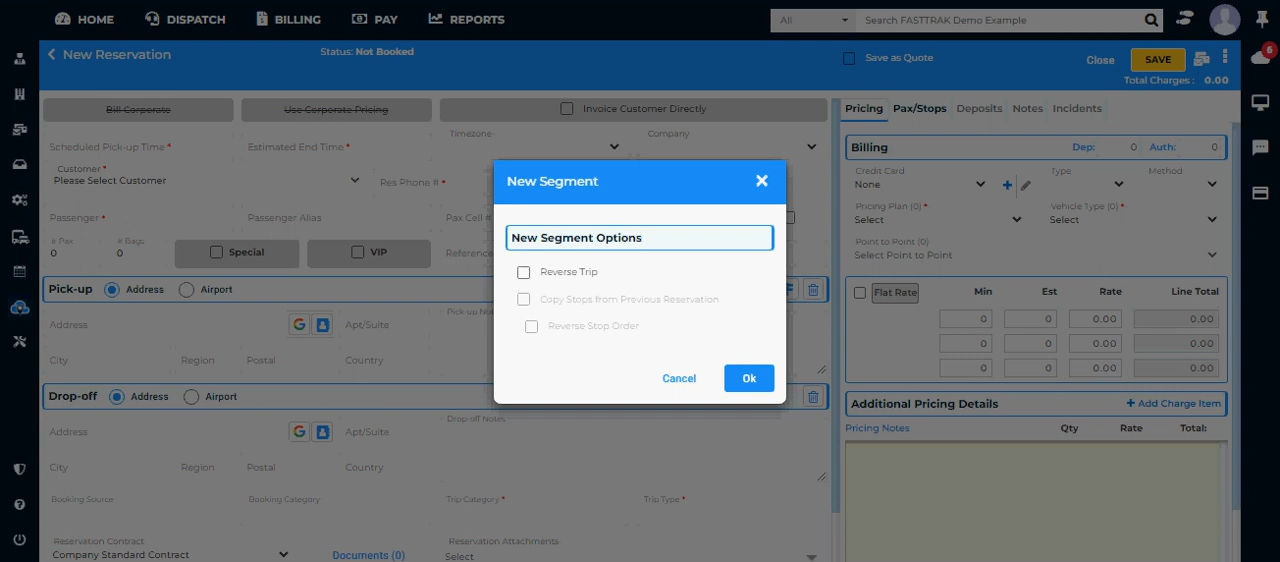 HOME DISPATCH BILLING PAY REPORTS All Search FASTTRAK Demo Example
6
New Reservation Status: Not Booked Save as Quote Close SAVE
Total Charges : 0.00
Bill Corporate Use Corporate Pricing Invoice Customer Directly
Pricing Pax/Stops Deposits Notes Incidents
Timezone Company
Scheduled Pick-up Time * Estimated End Time *
Billing Dep: 0 Auth: 0
Customer *
Please Select Customer Res Phone # *
Credit Card Type Method
None
Passenger * Passenger Alias Pax Cell #
Pricing Plan (0) * Vehicle Type (0) *
Select Select
# Pax # Bags
0 0 Special VIP Reference
Point to Point (0)
Select Point to Point
New Segment
New Segment Options
Reverse Trip
Copy Stops from Previous Reservation
Reverse Stop Order
Cancel Ok
Pick-up Address Airport
Flat Rate Min Est Rate Line Total
0 0 0.00 0.00
0 0 0.00 0.00
0 0 0.00 0.00
Pick-up Not
Address G Apt/Suite
City Region Postal Country
Drop-off Address Airport
Additional Pricing Details + Add Charge Item
Pricing Notes Qty Rate Total:
Drop-off Notes
Address G Apt/Suite
City Region Postal Country
Booking Source Booking Category Trip Category * Trip Type *
Reservation Contract Reservation Attachments
Company Standard Contract Documents (0) Select